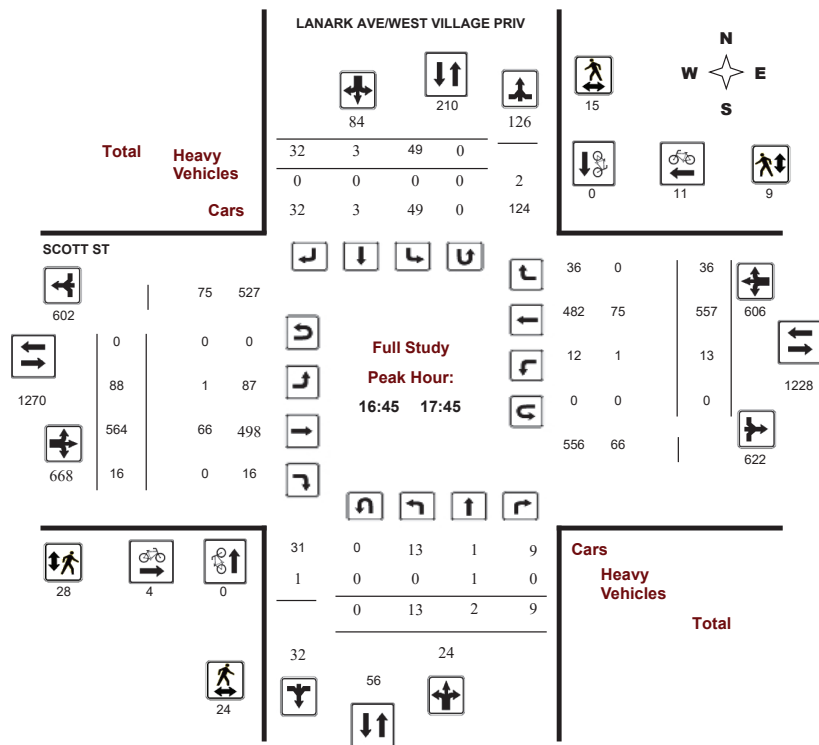 LANARK AVE/WEST VILLAGE PRIV
N
W E
S
210
15
84 126
Total Heavy Vehicles
32 3 49 0
0 0 0 0 2
Cars 32 3 49 0 124
0 11 9
SCOTT ST
602
75 527
36 0 36
606
482 75 557
0 0 0
1270
88 1 87
Full Study
Peak Hour:
16:45 17:45
12 1 13
1228
0 0 0
564 66 498
668
16 0 16
556 66
622
31 0 13 1 9
1 0 0 1 0
0 13 2 9
Cars
Heavy
Vehicles
Total
28 4 0
32 24
56
24